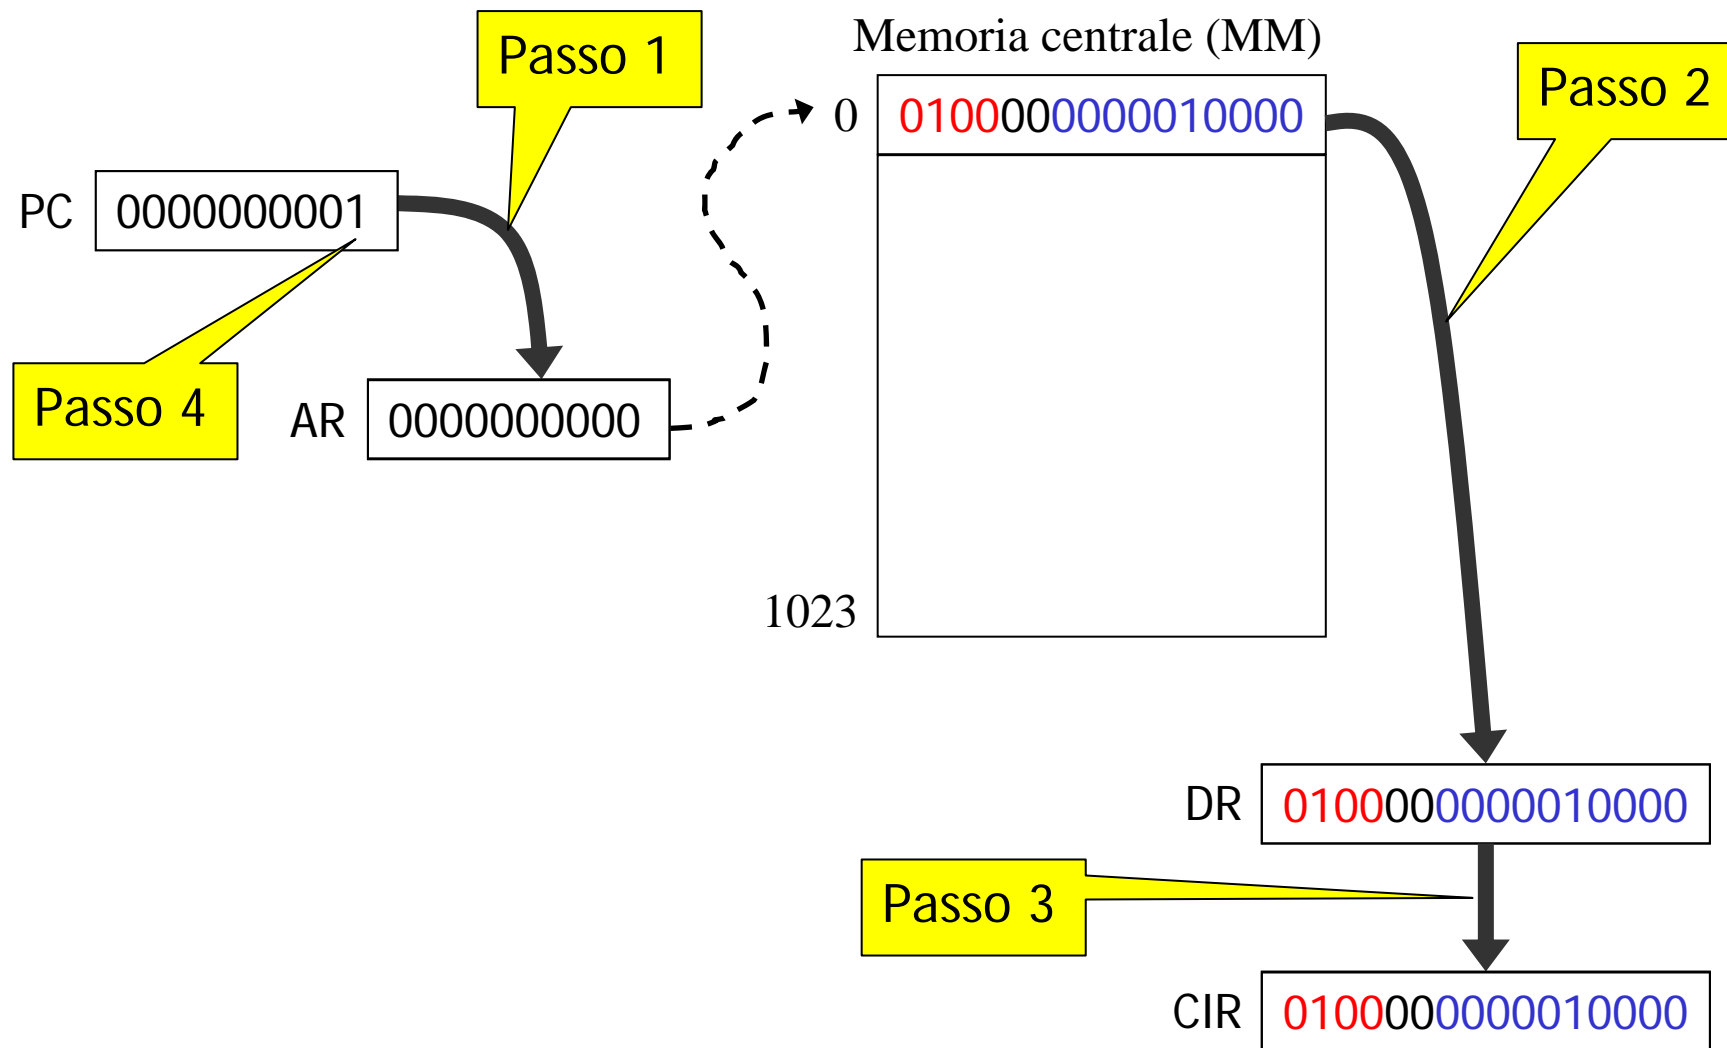 Memoria centrale (MM)
Passo 1
Passo 2
0 0100000000010000
PC 0000000001
Passo 4
AR 0000000000
1023
DR 0100000000010000
Passo 3
CIR 0100000000010000